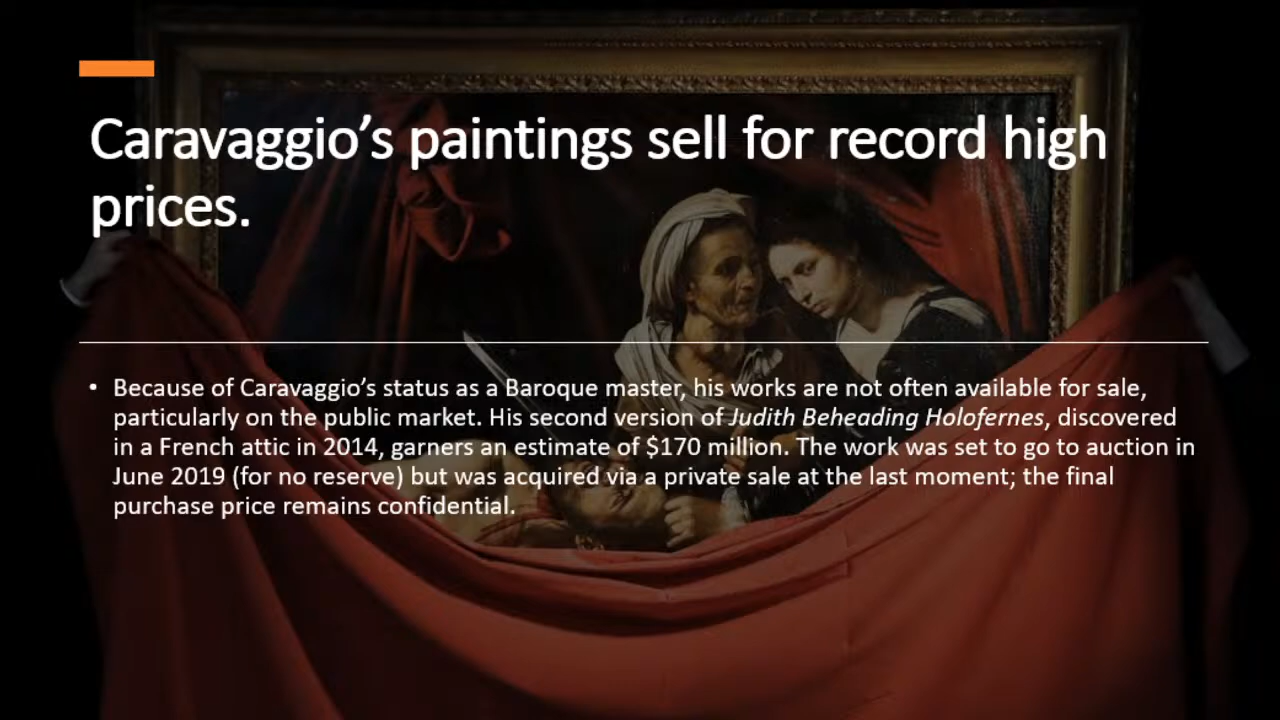 Caravaggio’s paintings sell for record high
prices.
• Because of Caravaggio’s status as a Baroque master, his works are not often available for sale,
particularly on the public market. His second version of Judith Beheading Holofernes, discovered
in a French attic in 2014, garners an estimate of $170 million. The work was set to go to auction in
June 2019 (for no reserve) but was acquired via a private sale at the last moment; the final
purchase price remains confidential.